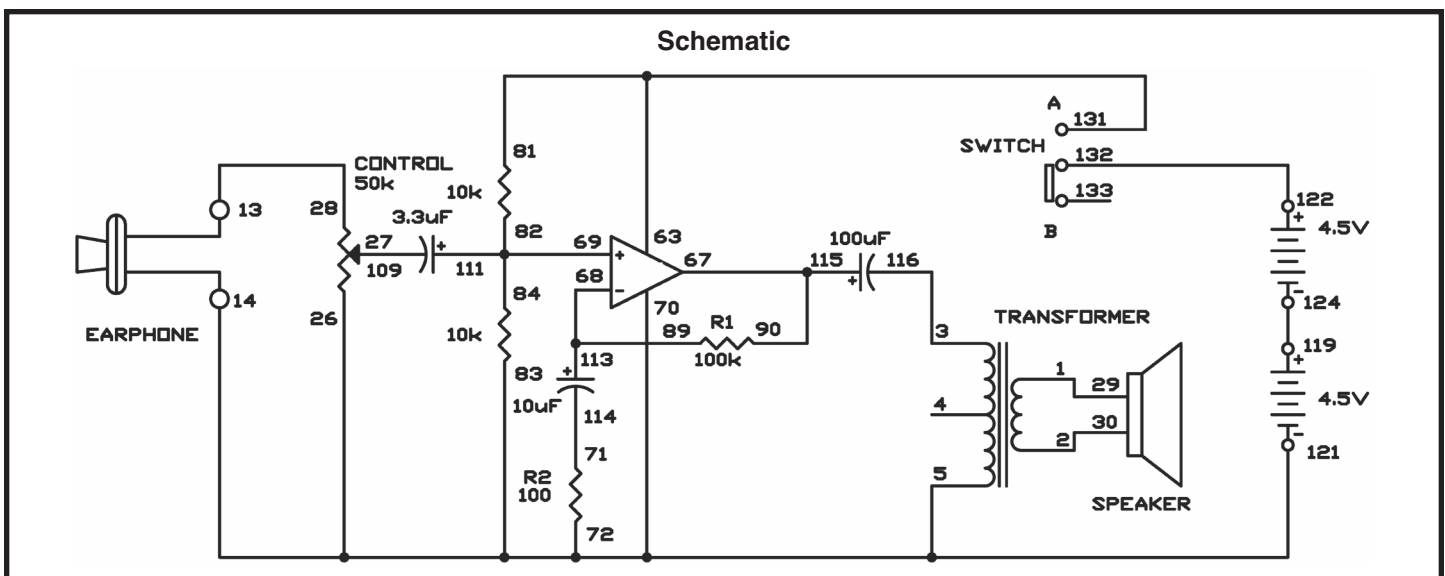 Schematic
A
131
SWITCH
132
133
B
CONTROL
50k
28
13
27
3.3uF
109
111
14
26
EARPHONE
81
10k
82
84
10k
83
69
+
63
68
-
67
70
R1
89
90
100k
113
+
10uF
114
71
R2
100
72
100uF
115
116
+
3
TRANSFORMER
4
5
1
2
29
30
SPEAKER
122
+
4.5V
-
124
119
+
4.5V
-
121
+